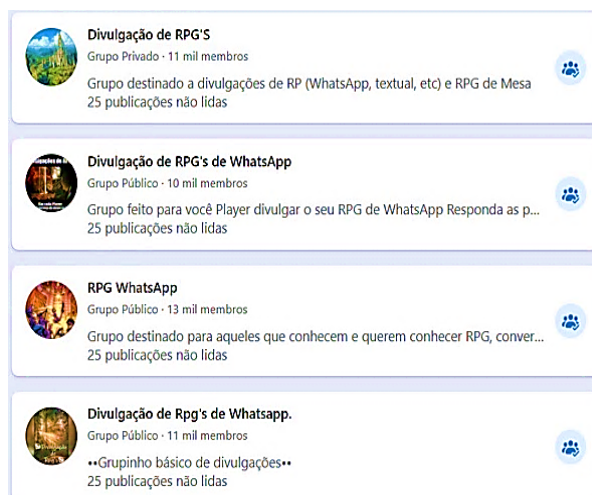 Divulgação de RPG'S
Grupo Privado · 11 mil membros
Grupo destinado a divulgações de RP (WhatsApp, textual, etc) e RPG de Mesa
25 publicações não lidas
Divulgação de RPG's de WhatsApp
Grupo Público · 10 mil membros
Grupo feito para você Player divulgar o seu RPG de WhatsApp Responda as p...
25 publicações não lidas
RPG WhatsApp
Grupo Público · 13 mil membros
Grupo destinado para aqueles que conhecem e querem conhecer RPG, conver...
25 publicações não lidas
Divulgação de Rpg's de Whatsapp.
Grupo Público · 11 mil membros
••Grupinho básico de divulgações••
25 publicações não lidas